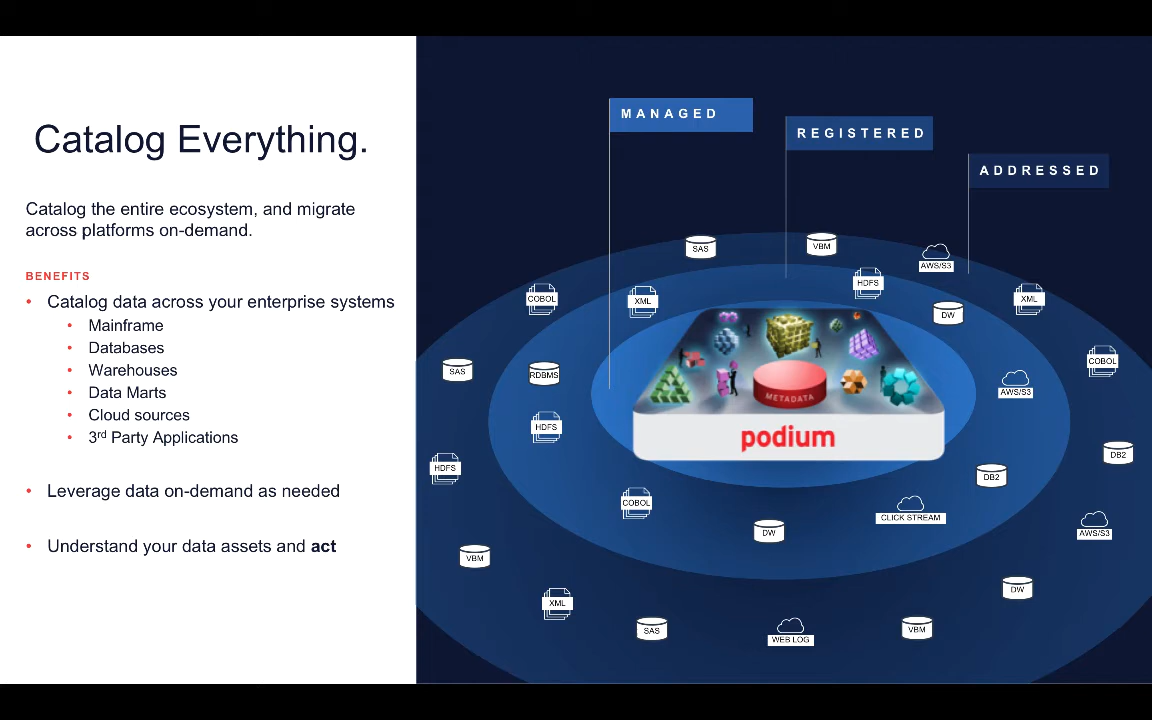 Catalog Everything.
Catalog the entire ecosystem, and migrate
across platforms on-demand.
BENEFITS
• Catalog data across your enterprise systems
• Mainframe
• Databases
• Warehouses
• Data Marts
• Cloud sources
• 3rd Party Applications
• Leverage data on-demand as needed
• Understand your data assets and act
MANAGED
REGISTERED
ADDRESSED
SAS
VBM
AWS/S3
HDFS
COBOL
XML
XML
DW
COBOL
SAS
RDBMS
AWS/S3
METADATA
podium
HDFS
DB2
HDFS
DB2
COBOL
CLICK STREAM
DW
AWS/S3
VBM
DW
XML
SAS
WEB LOG
VBM